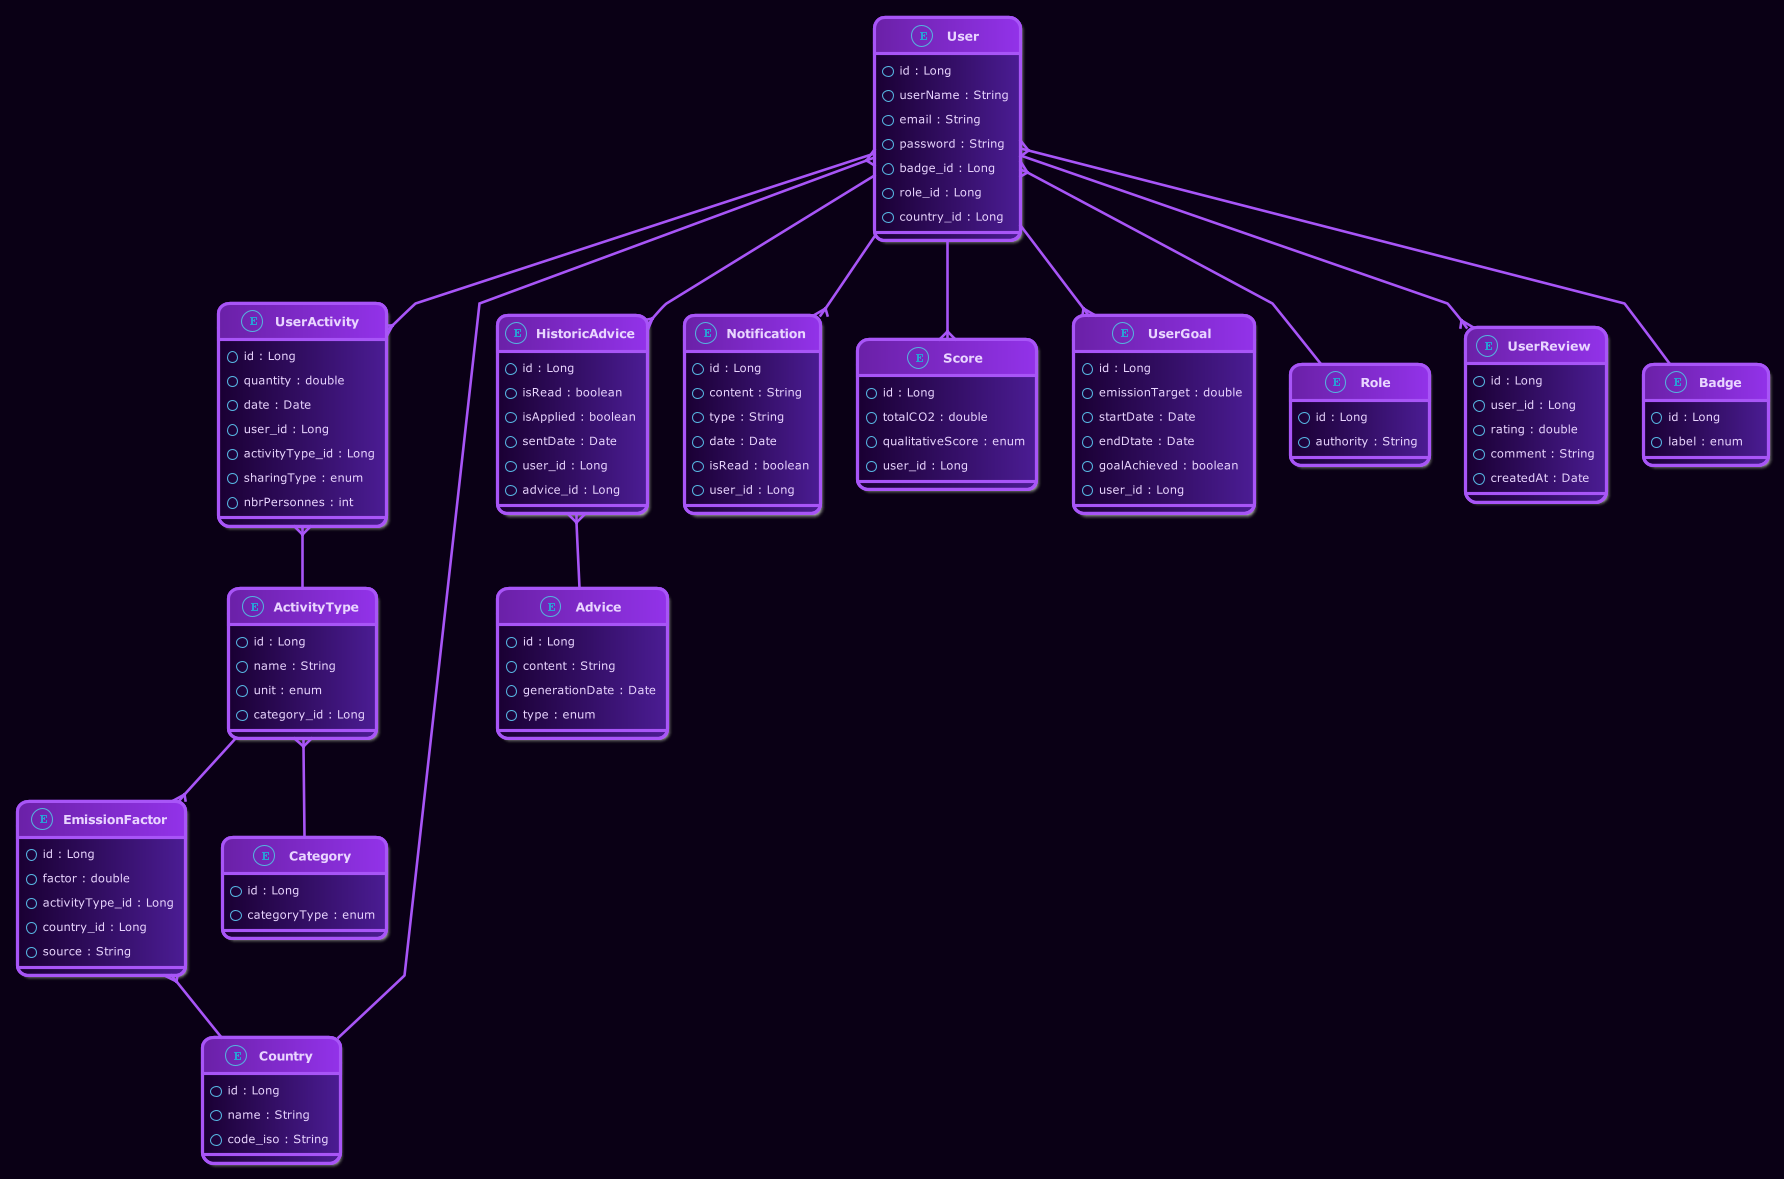 E User
id : Long
userName : String
email : String
password : String
badge_id : Long
role_id : Long
country_id : Long
E UserActivity
id : Long
quantity : double
date : Date
user_id : Long
activityType_id : Long
sharingType : enum
nbrPersonnes : int
E HistoricAdvice
id : Long
isRead : boolean
isApplied : boolean
sentDate : Date
user_id : Long
advice_id : Long
E Notification
id : Long
content : String
type : String
date : Date
isRead : boolean
user_id : Long
E Score
id : Long
totalCO2 : double
qualitativeScore : enum
user_id : Long
E UserGoal
id : Long
emissionTarget : double
startDate : Date
endDtate : Date
goalAchieved : boolean
user_id : Long
E Role
id : Long
authority : String
E UserReview
id : Long
user_id : Long
rating : double
comment : String
createdAt : Date
E Badge
id : Long
label : enum
E ActivityType
id : Long
name : String
unit : enum
category_id : Long
E Advice
id : Long
content : String
generationDate : Date
type : enum
E EmissionFactor
id : Long
factor : double
activityType_id : Long
country_id : Long
source : String
E Category
id : Long
categoryType : enum
E Country
id : Long
name : String
code_iso : String